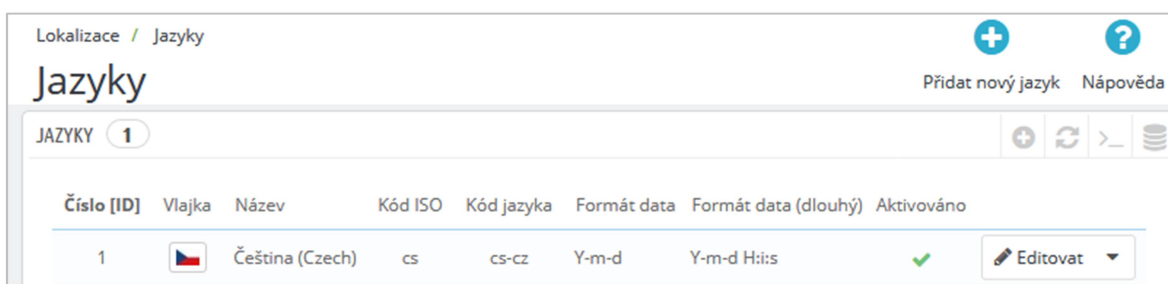 Lokalizace / Jazyky
Jazyky
Přidat nový jazyk Nápověda
JAZYKY 1
Číslo [ID] Vlajka Název Kód ISO Kód jazyka Formát data Formát data (dlouhý) Aktivováno
1 Čeština (Czech) cs cs-cz Y-m-d Y-m-d H:i:s Editovat